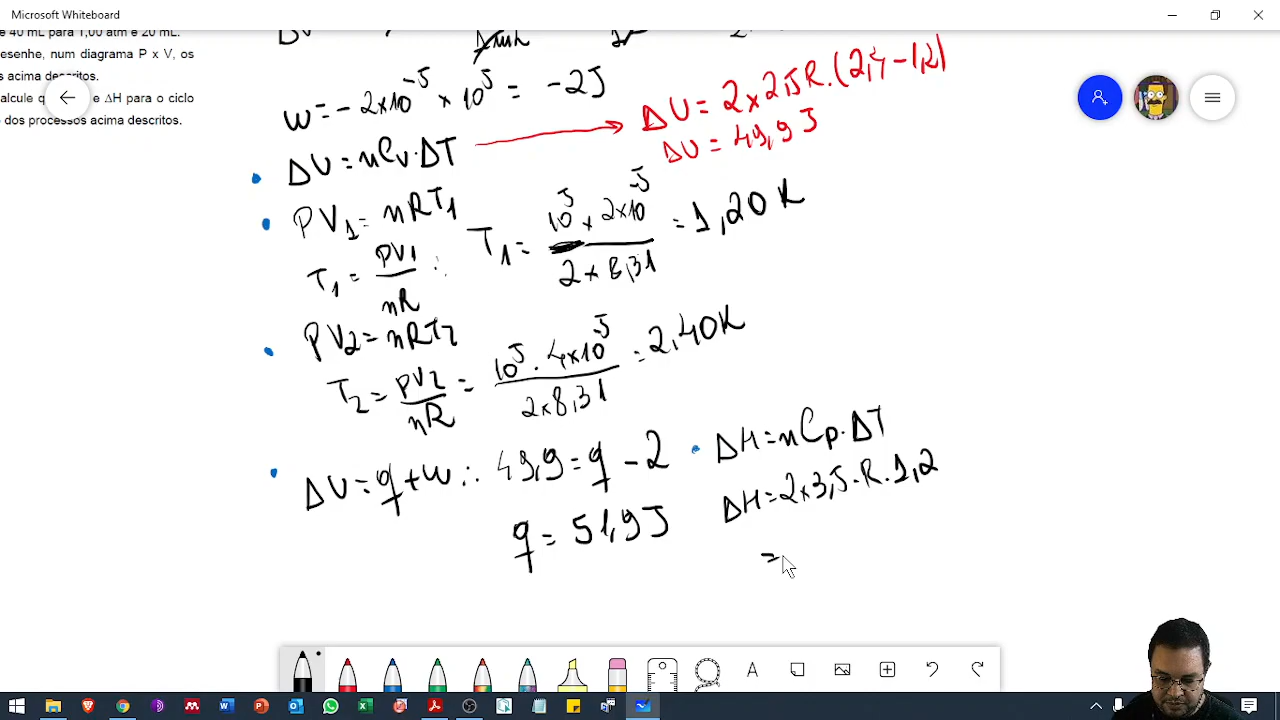 Microsoft Whiteboard
e 40 mL para 1,00 atm e 20 mL.
esenhe, num diagrama P x V, os
s acima descritos.
alcule q e ΔH para o ciclo
dos processos acima descritos.
W = - 2x10^-5 x 10^5 = -2J
ΔU = 2 x 2,5R.(2,4-1,2)
ΔU = 49,9 J
ΔU = nCv.ΔT
PV1 = nRT1
T1 = PV1/nR ∴ T1 = 10^5 x 2x10^-5 / 2x8,31 = 1,20 K
PV2 = nRT2
T2 = PV2/nR = 10^5 . 4x10^-5 / 2x8,31 = 2,40K
ΔU = q+w ∴ 49,9 = q - 2
q = 51,9J
ΔH = nCp.ΔT
ΔH = 2x3,5.R.1,2
=